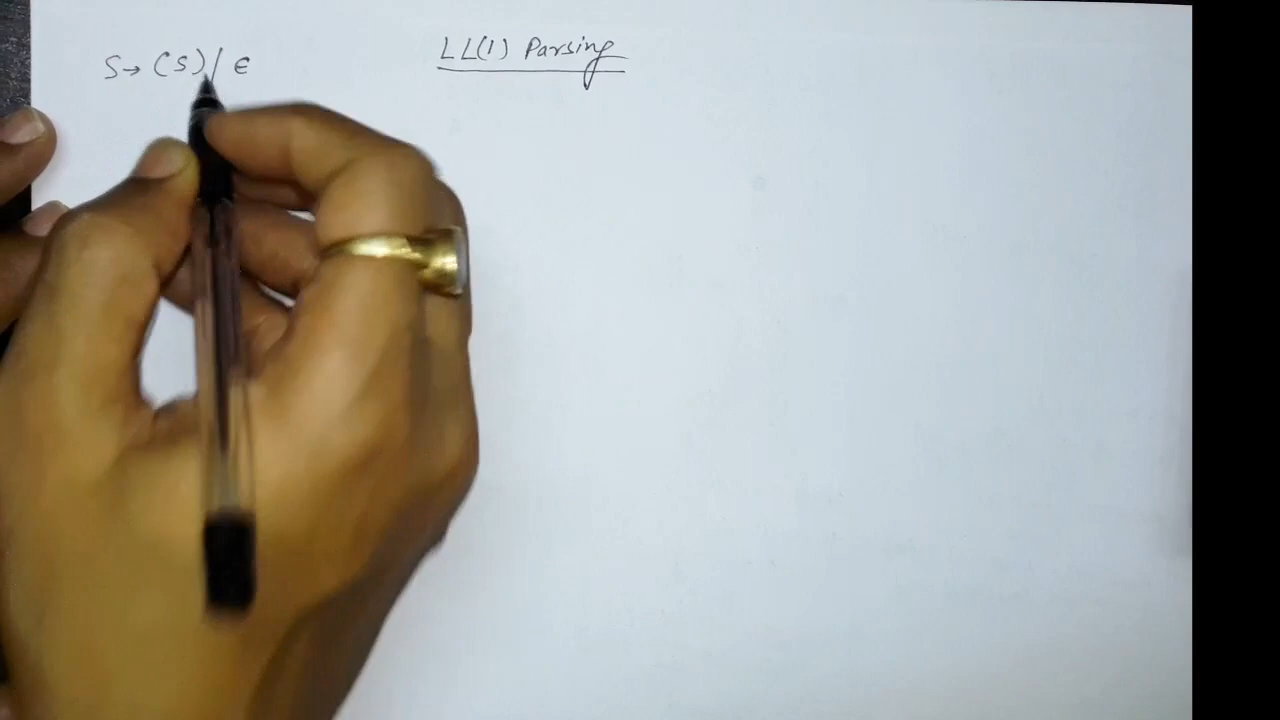 LL(1) Parsing
S → (S) / ε